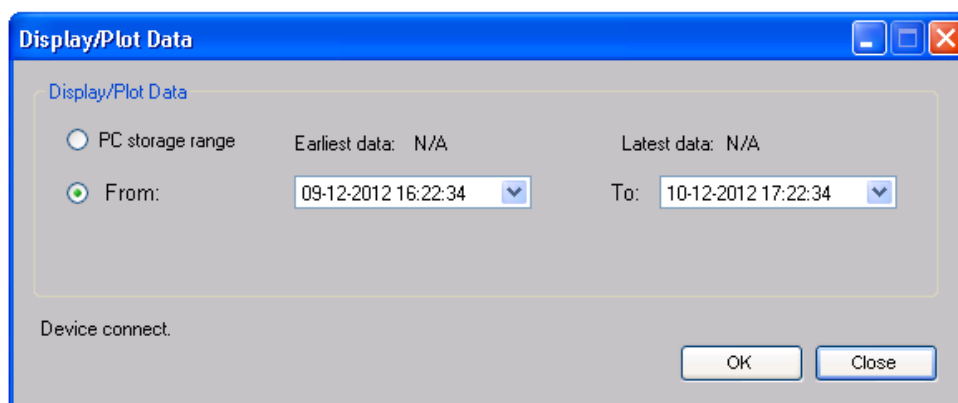 Display/Plot Data
Display/Plot Data
PC storage range Earliest data: N/A Latest data: N/A
From: 09-12-2012 16:22:34 To: 10-12-2012 17:22:34
Device connect.
OK Close